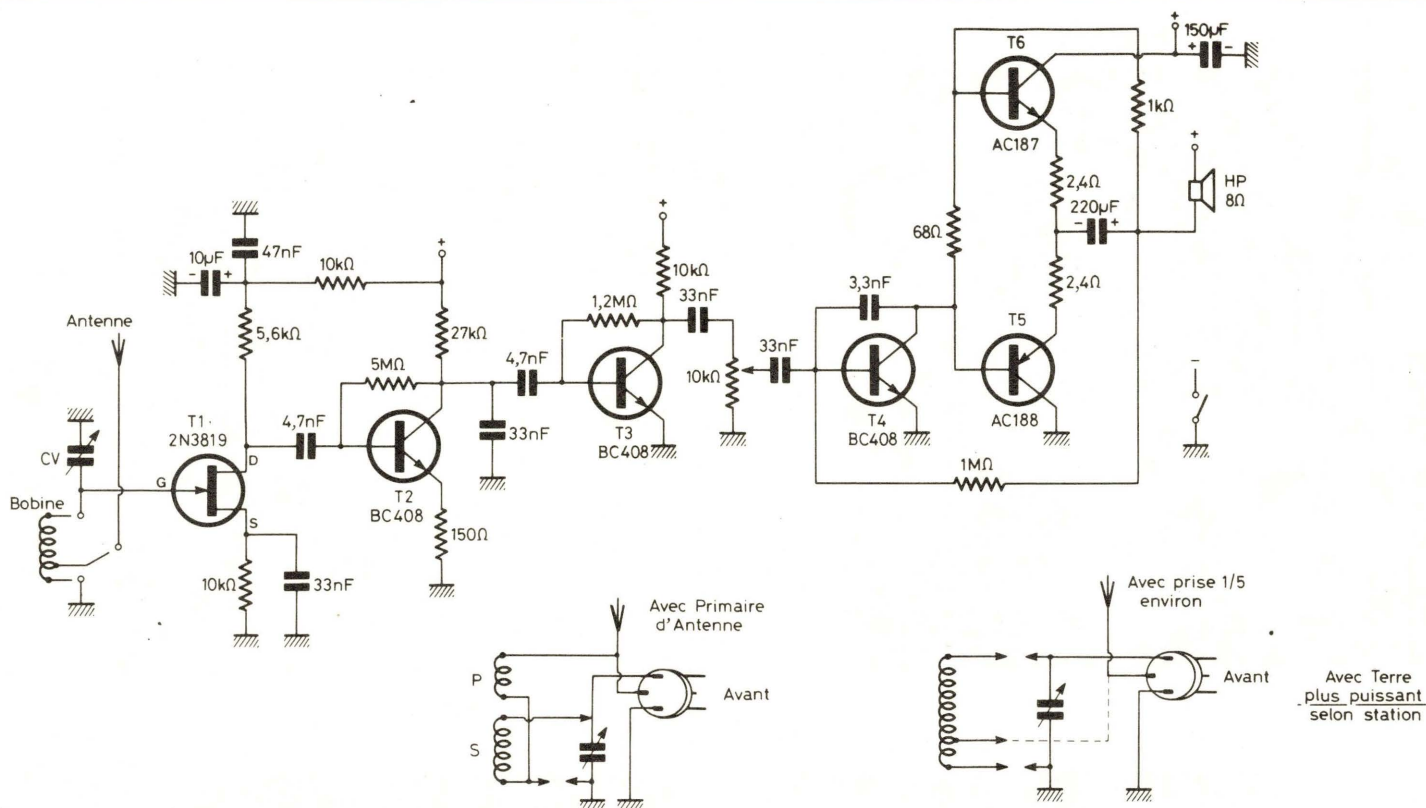 T6
AC187
+
150µF
+ -
1kΩ
+
HP
8Ω
2,4Ω
220µF
- +
68Ω
2,4Ω
T5
AC188
-
47nF
10µF
- +
10kΩ
+
5,6kΩ
27kΩ
5MΩ
4,7nF
T2
BC408
150Ω
33nF
4,7nF
1,2MΩ
+
10kΩ
33nF
T3
BC408
10kΩ
33nF
3,3nF
T4
BC408
1MΩ
Antenne
T1
2N3819
CV
G
D
S
Bobine
10kΩ
33nF
Avec Primaire
d'Antenne
P
S
Avant
Avec prise 1/5
environ
Avant
Avec Terre
plus puissant
selon station